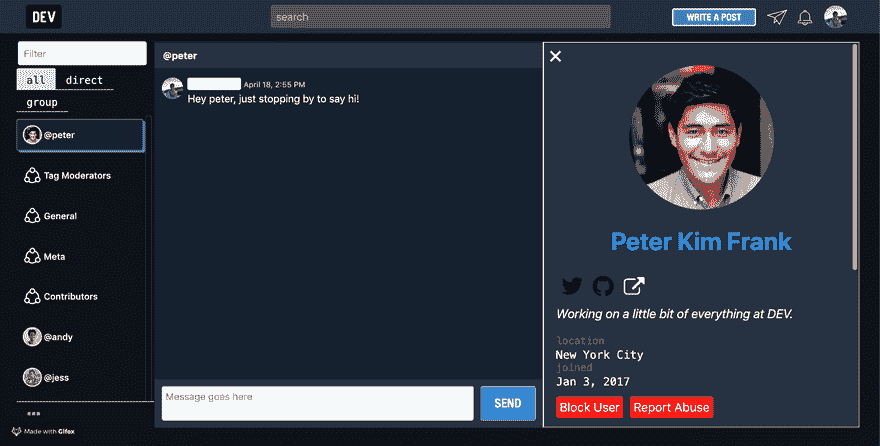 DEV
search
WRITE A POST
Filter
all direct
group
@peter
Tag Moderators
General
Meta
Contributors
@andy
@jess
Made with Gifox
@peter
April 18, 2:55 PM
Hey peter, just stopping by to say hi!
Message goes here
SEND
Peter Kim Frank
Working on a little bit of everything at DEV.
location
New York City
joined
Jan 3, 2017
Block User Report Abuse